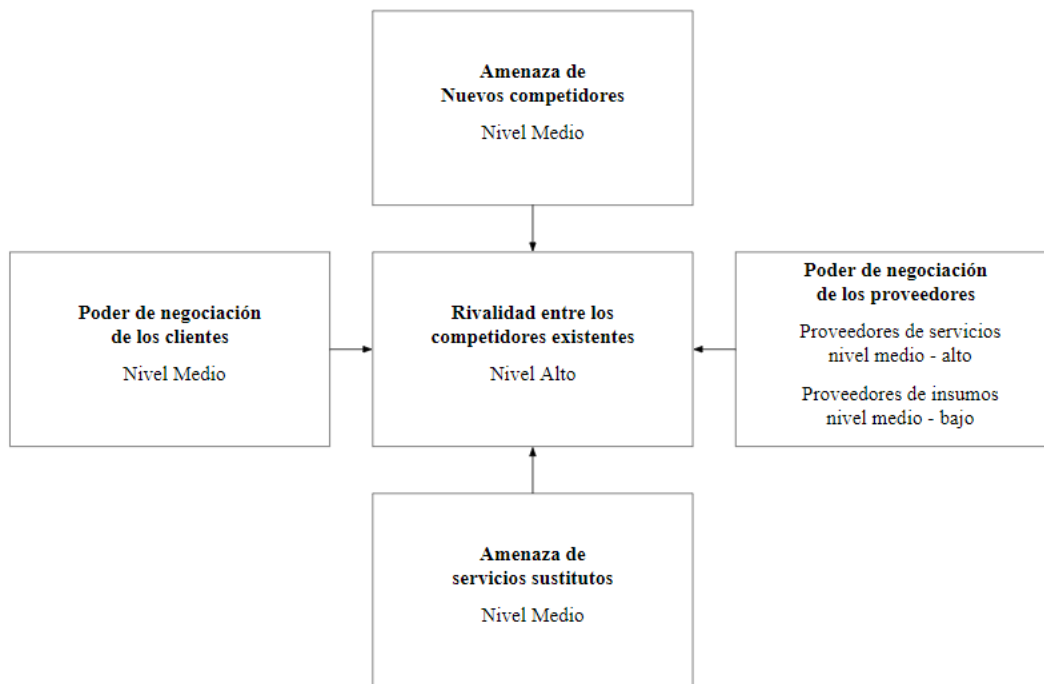 Amenaza de
Nuevos competidores
Nivel Medio
Poder de negociación
de los clientes
Nivel Medio
Rivalidad entre los
competidores existentes
Nivel Alto
Poder de negociación
de los proveedores
Proveedores de servicios
nivel medio - alto
Proveedores de insumos
nivel medio - bajo
Amenaza de
servicios sustitutos
Nivel Medio